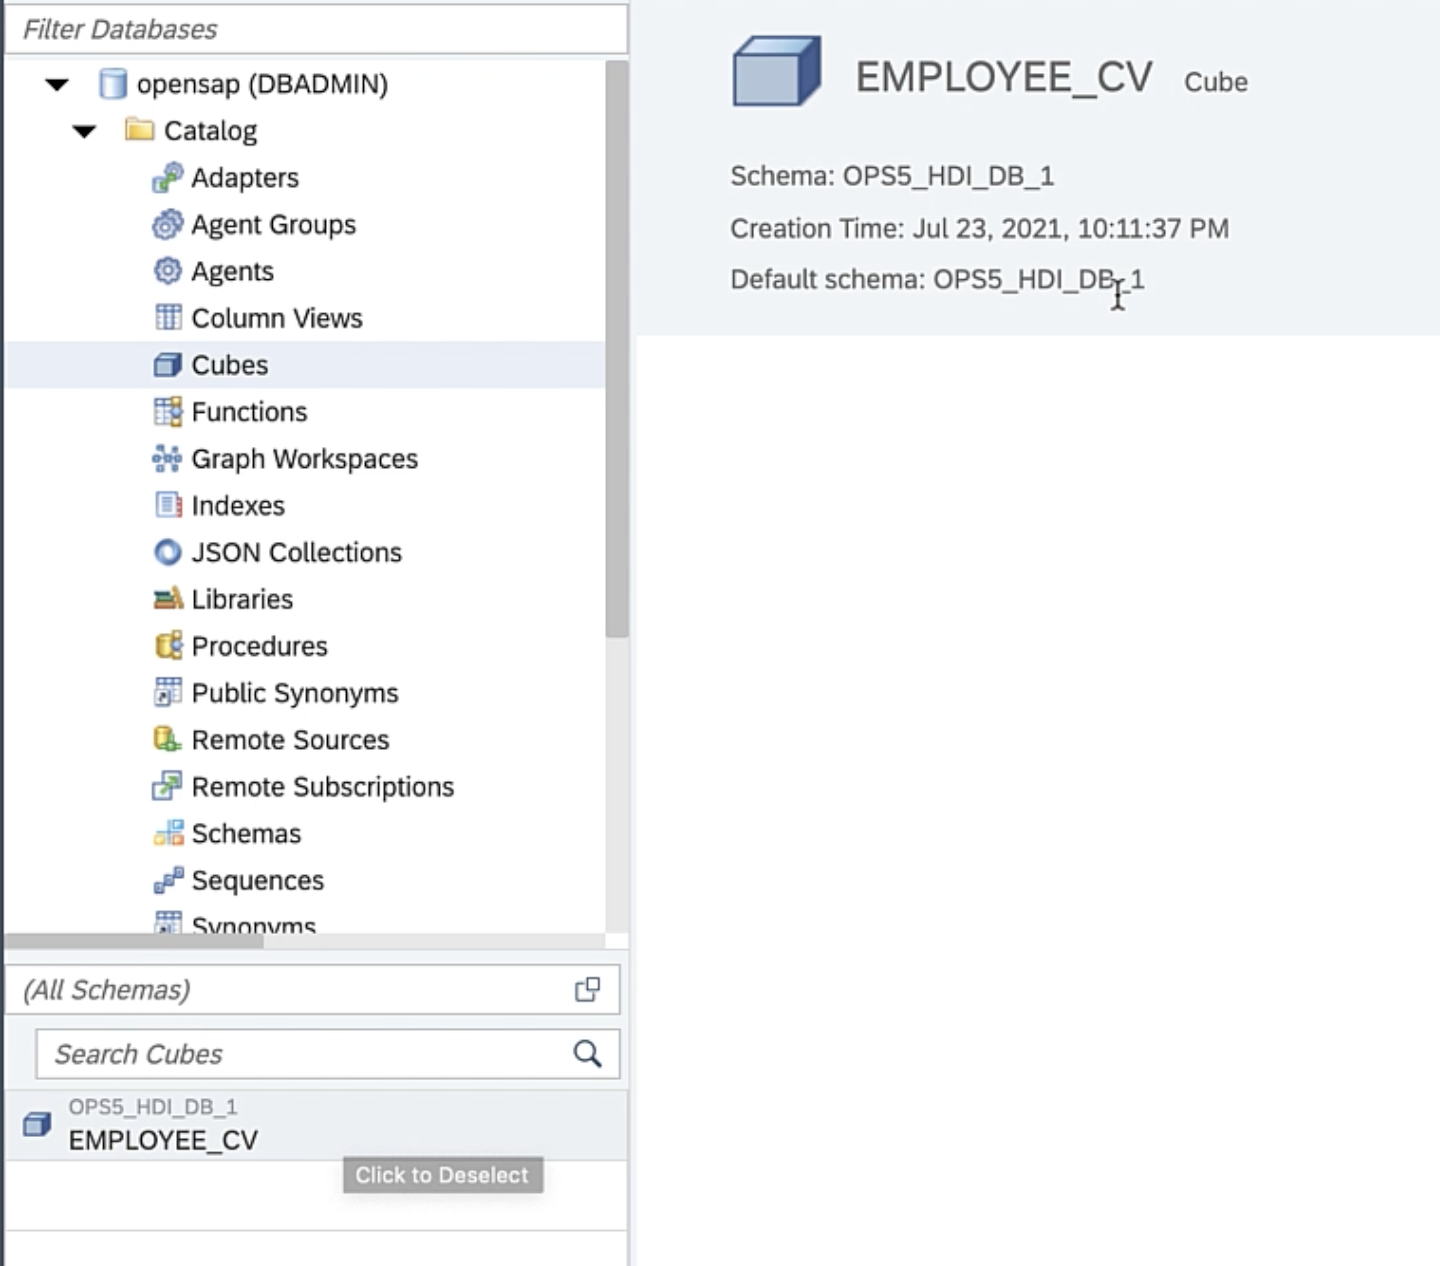 Filter Databases
opensap (DBADMIN)
Catalog
Adapters
Agent Groups
Agents
Column Views
Cubes
Functions
Graph Workspaces
Indexes
JSON Collections
Libraries
Procedures
Public Synonyms
Remote Sources
Remote Subscriptions
Schemas
Sequences
Synonyms
(All Schemas)
Search Cubes
OPS5_HDI_DB_1
EMPLOYEE_CV
Click to Deselect
EMPLOYEE_CV Cube
Schema: OPS5_HDI_DB_1
Creation Time: Jul 23, 2021, 10:11:37 PM
Default schema: OPS5_HDI_DB_1